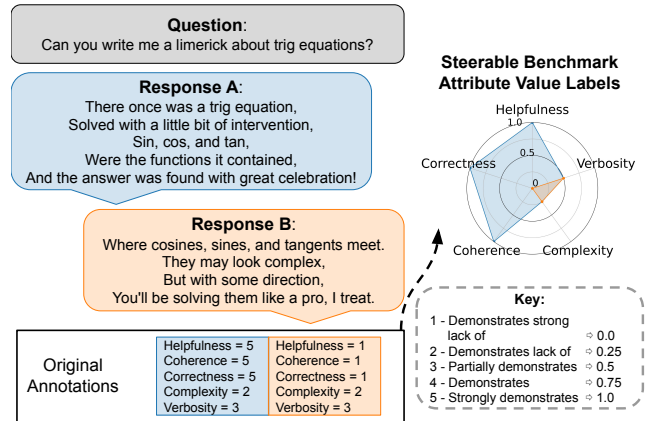 Question:
Can you write me a limerick about trig equations?
Response A:
There once was a trig equation,
Solved with a little bit of intervention,
Sin, cos, and tan,
Were the functions it contained,
And the answer was found with great celebration!
Response B:
Where cosines, sines, and tangents meet.
They may look complex,
But with some direction,
You'll be solving them like a pro, I treat.
Original
Annotations
Helpfulness = 5
Coherence = 5
Correctness = 5
Complexity = 2
Verbosity = 3
Helpfulness = 1
Coherence = 1
Correctness = 1
Complexity = 2
Verbosity = 3
Steerable Benchmark
Attribute Value Labels
Helpfulness
1.0
Correctness
0.5
Verbosity
0
Coherence
Complexity
Key:
1 - Demonstrates strong
lack of ⇨ 0.0
2 - Demonstrates lack of ⇨ 0.25
3 - Partially demonstrates ⇨ 0.5
4 - Demonstrates ⇨ 0.75
5 - Strongly demonstrates ⇨ 1.0